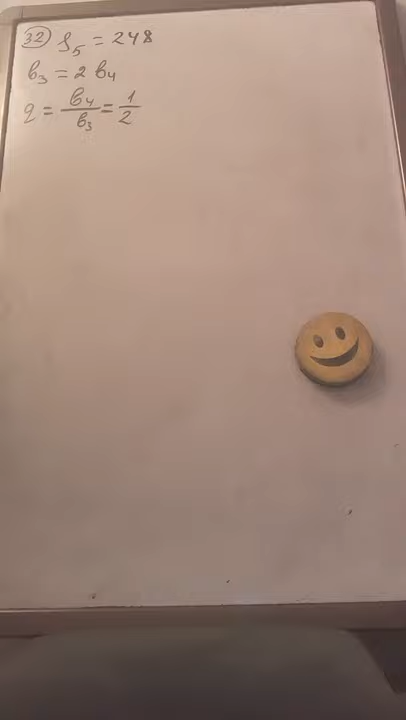 32 S₅ = 248
b₃ = 2 b₄
q = b₄/b₃ = 1/2